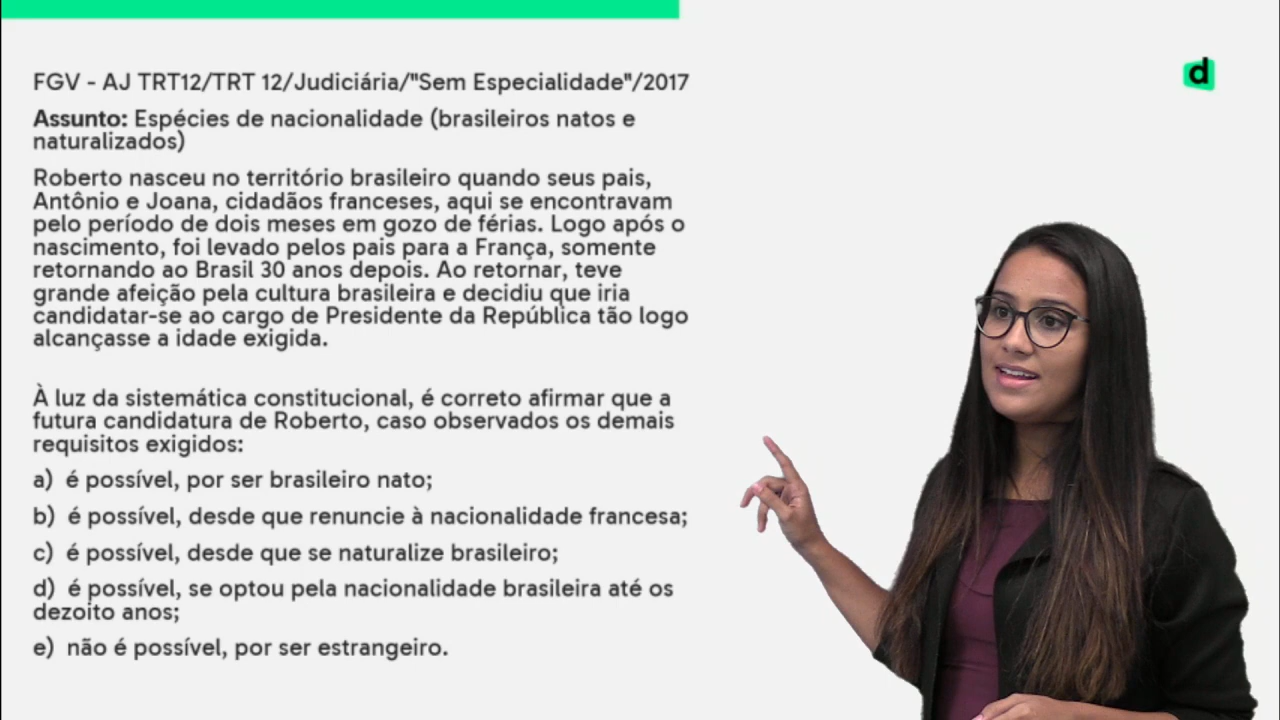 FGV - AJ TRT12/TRT 12/Judiciária/"Sem Especialidade"/2017
d
Assunto: Espécies de nacionalidade (brasileiros natos e
naturalizados)
Roberto nasceu no território brasileiro quando seus pais,
Antônio e Joana, cidadãos franceses, aqui se encontravam
pelo período de dois meses em gozo de férias. Logo após o
nascimento, foi levado pelos pais para a França, somente
retornando ao Brasil 30 anos depois. Ao retornar, teve
grande afeição pela cultura brasileira e decidiu que iria
candidatar-se ao cargo de Presidente da República tão logo
alcançasse a idade exigida.
À luz da sistemática constitucional, é correto afirmar que a
futura candidatura de Roberto, caso observados os demais
requisitos exigidos:
a) é possível, por ser brasileiro nato;
b) é possível, desde que renuncie à nacionalidade francesa;
c) é possível, desde que se naturalize brasileiro;
d) é possível, se optou pela nacionalidade brasileira até os
dezoito anos;
e) não é possível, por ser estrangeiro.